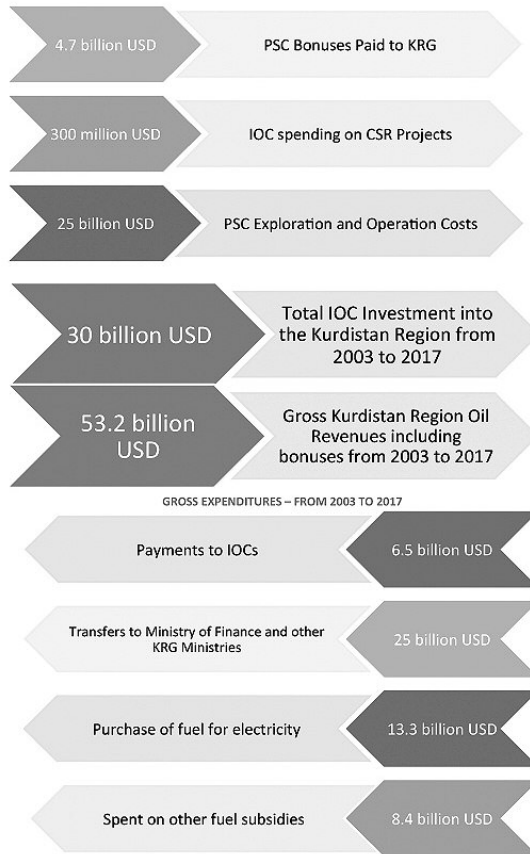 4.7 billion USD
PSC Bonuses Paid to KRG
300 million USD
IOC spending on CSR Projects
25 billion USD
PSC Exploration and Operation Costs
30 billion USD
Total IOC Investment into
the Kurdistan Region from
2003 to 2017
53.2 billion
USD
Gross Kurdistan Region Oil
Revenues including
bonuses from 2003 to 2017
GROSS EXPENDITURES – FROM 2003 TO 2017
Payments to IOCs
6.5 billion USD
Transfers to Ministry of Finance and other
KRG Ministries
25 billion USD
Purchase of fuel for electricity
13.3 billion USD
Spent on other fuel subsidies
8.4 billion USD